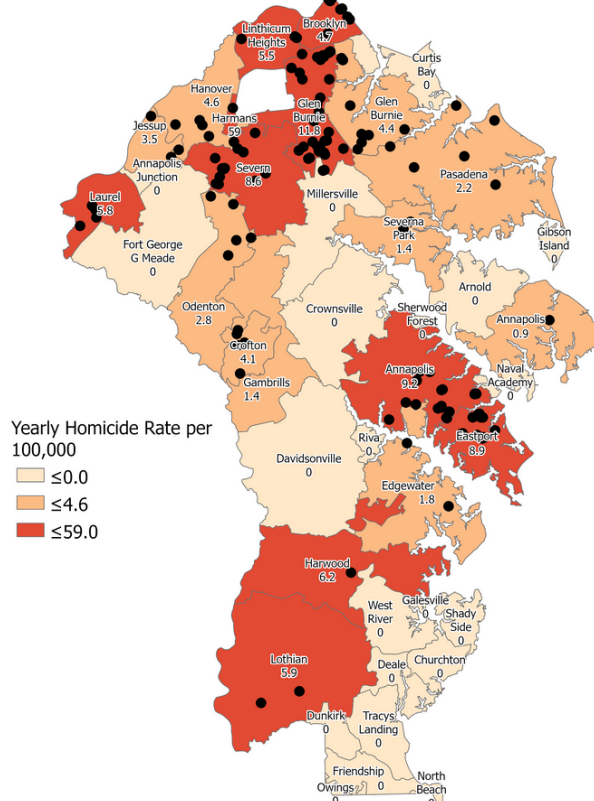 Brooklyn
4.7
Linthicum
Heights
5.5
Curtis
Bay
0
Hanover
4.6
Glen
Burnie
11.8
Glen
Burnie
4.4
Harmans
59
Jessup
3.5
Annapolis
Junction
0
Severn
8.6
Pasadena
2.2
Laurel
5.8
Millersville
0
Severna
Park
1.4
Gibson
Island
0
Fort George
G Meade
0
Arnold
0
Odenton
2.8
Crownsville
0
Sherwood
Forest
0
Annapolis
0.9
Crofton
4.1
Gambrills
1.4
Annapolis
9.2
Naval
Academy
0
Yearly Homicide Rate per
100,000
≤0.0
≤4.6
≤59.0
Riva
0
Eastport
8.9
Davidsonville
0
Edgewater
1.8
Harwood
6.2
West
River
0
Galesville
0
Shady
Side
0
Lothian
5.9
Deale
0
Churchton
0
Dunkirk
0
Tracys
Landing
0
Friendship
0
Owings
0
North
Beach
0